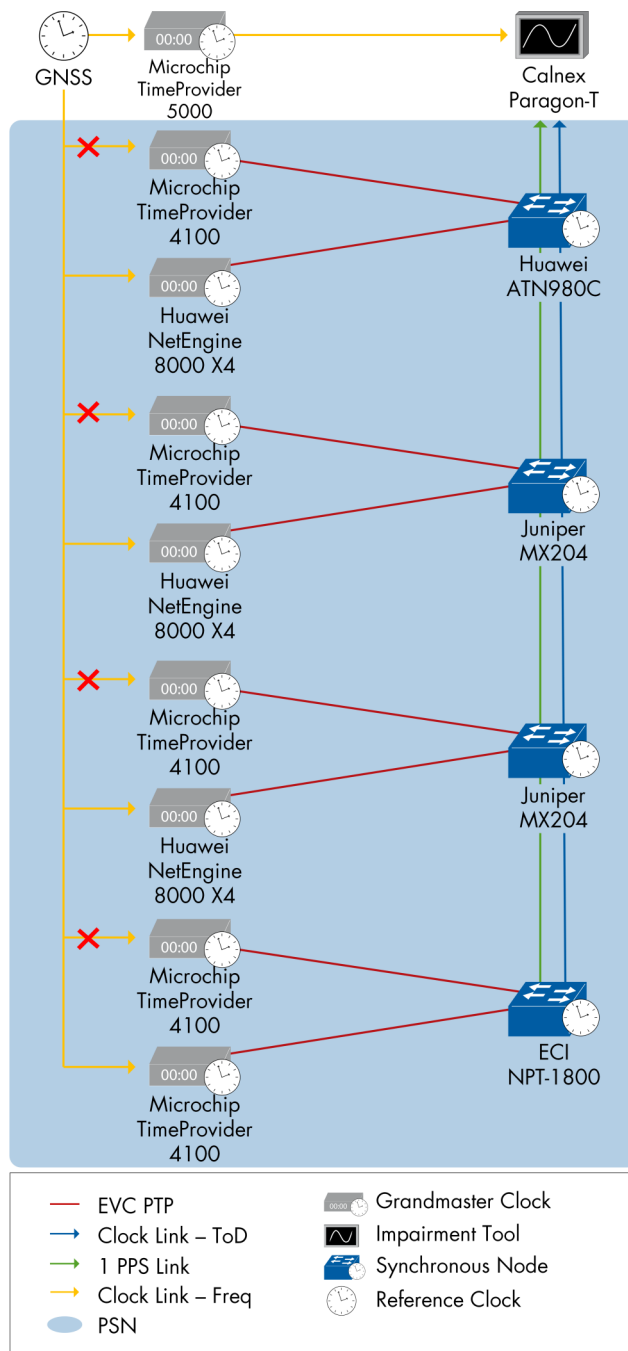 00:00
GNSS
Microchip
TimeProvider
5000
Calnex
Paragon-T
00:00
Microchip
TimeProvider
4100
Huawei
ATN980C
00:00
Huawei
NetEngine
8000 X4
00:00
Microchip
TimeProvider
4100
Juniper
MX204
00:00
Huawei
NetEngine
8000 X4
00:00
Microchip
TimeProvider
4100
Juniper
MX204
00:00
Huawei
NetEngine
8000 X4
00:00
Microchip
TimeProvider
4100
ECI
NPT-1800
00:00
Microchip
TimeProvider
4100
EVC PTP
Clock Link – ToD
1 PPS Link
Clock Link – Freq
PSN
00:00
Grandmaster Clock
Impairment Tool
Synchronous Node
Reference Clock